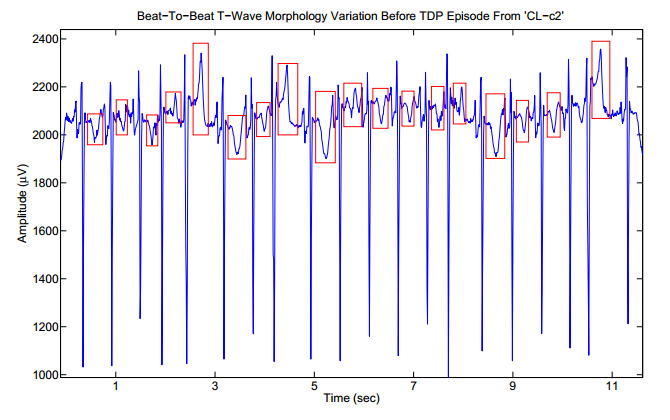 Beat-To-Beat T-Wave Morphology Variation Before TDP Episode From 'CL-c2'
2400
2200
2000
1800
1600
1400
1200
1000
Amplitude (μV)
1 3 5 7 9 11
Time (sec)